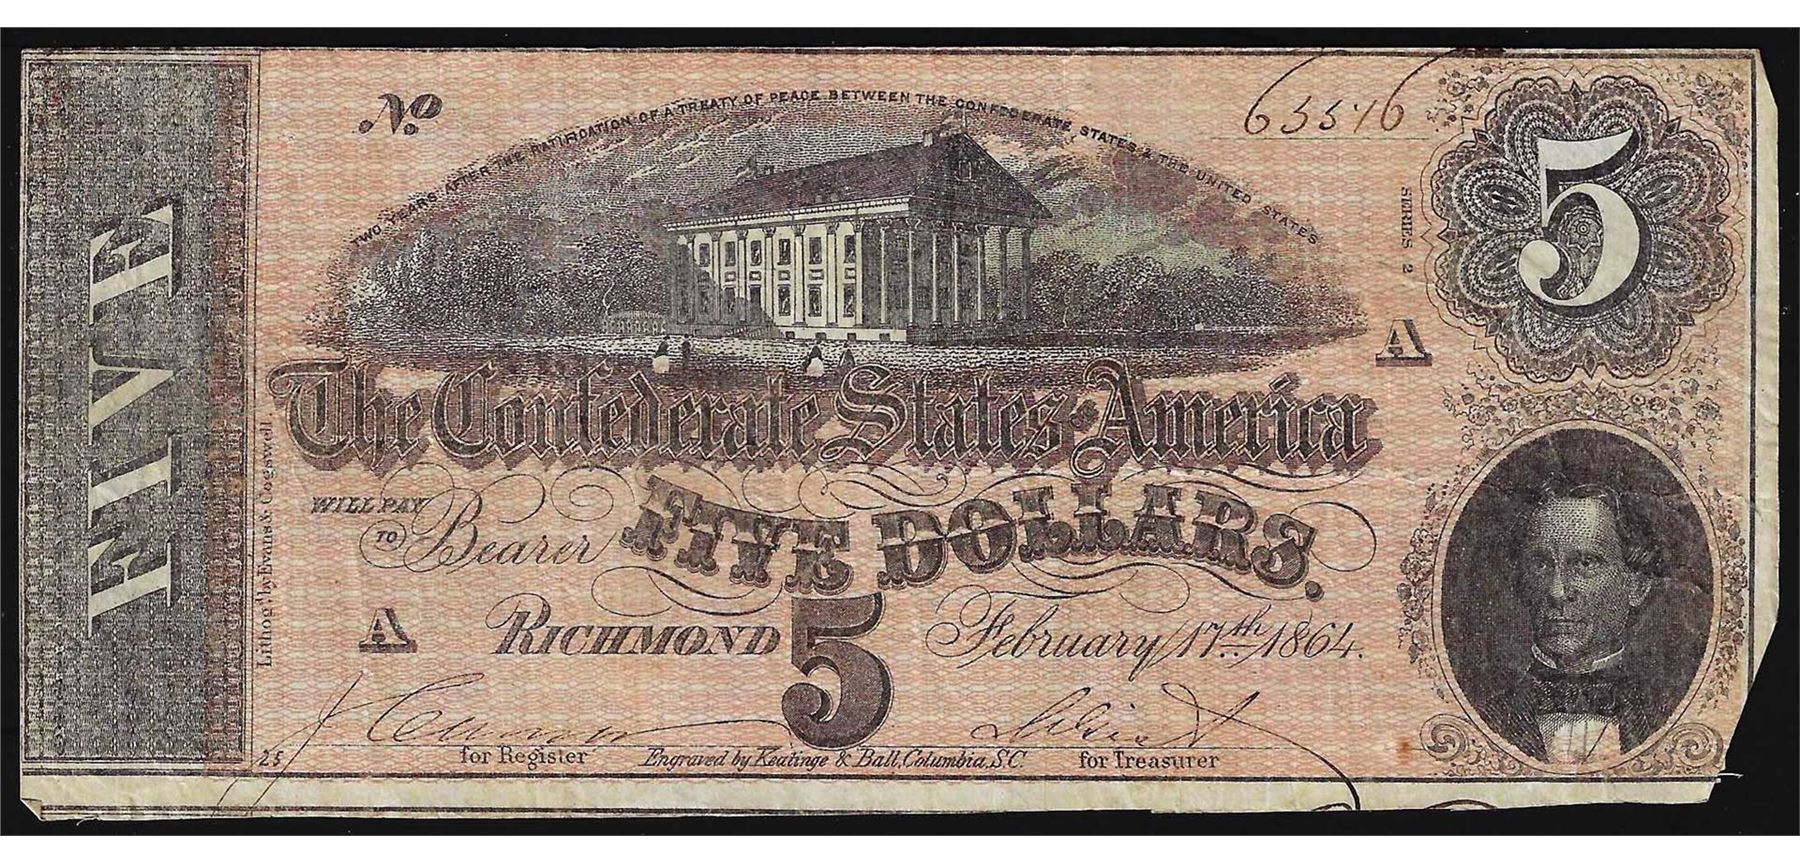 No 63576
TWO YEARS AFTER THE RATIFICATION OF A TREATY OF PEACE BETWEEN THE CONFEDERATE STATES & THE UNITED STATES
5
SERIES 2
A
FIVE
The Confederate States of America
WILL PAY
TO Bearer
FIVE DOLLARS.
A
RICHMOND 5 February 17th 1864.
Lithog'd by Evans & Cogswell
25
for Register
Engraved by Keatinge & Ball, Columbia, S.C.
for Treasurer